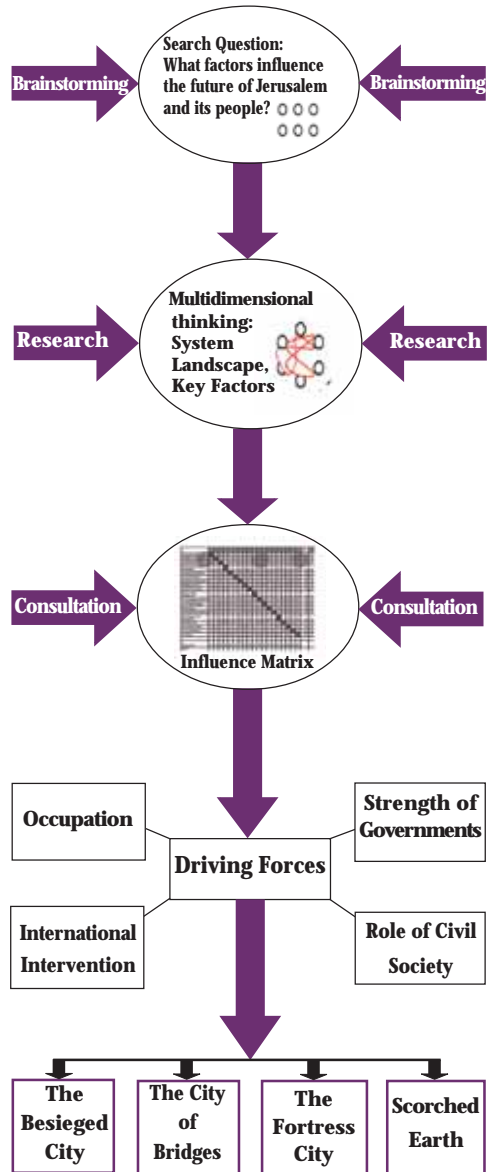 Search Question:
What factors influence
the future of Jerusalem
and its people?
Brainstorming
Brainstorming
Multidimensional
thinking:
System
Landscape,
Key Factors
Research
Research
Consultation
Consultation
Influence Matrix
Occupation
Strength of
Governments
Driving Forces
International
Intervention
Role of Civil
Society
The
Besieged
City
The City
of
Bridges
The
Fortress
City
Scorched
Earth